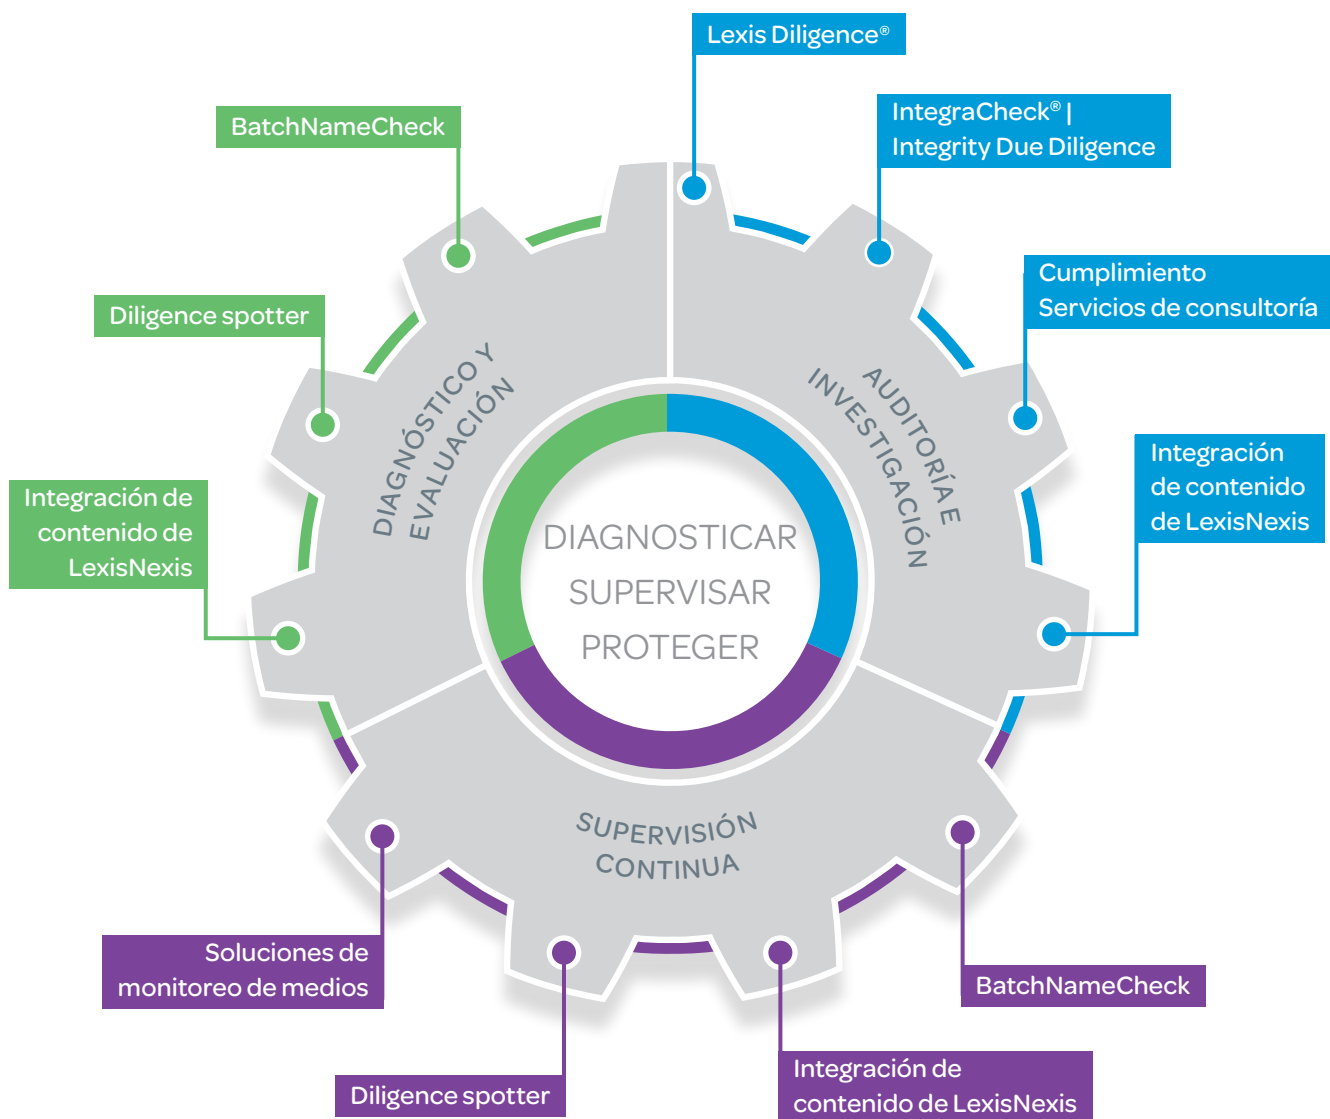 Lexis Diligence®
IntegraCheck® |
Integrity Due Diligence
BatchNameCheck
Cumplimiento
Servicios de consultoría
Diligence spotter
DIAGNÓSTICO Y
EVALUACIÓN
AUDITORÍA E
INVESTIGACIÓN
Integración
de contenido
de LexisNexis
Integración de
contenido de
LexisNexis
DIAGNOSTICAR
SUPERVISAR
PROTEGER
SUPERVISIÓN
CONTINUA
Soluciones de
monitoreo de medios
BatchNameCheck
Diligence spotter
Integración de
contenido de LexisNexis